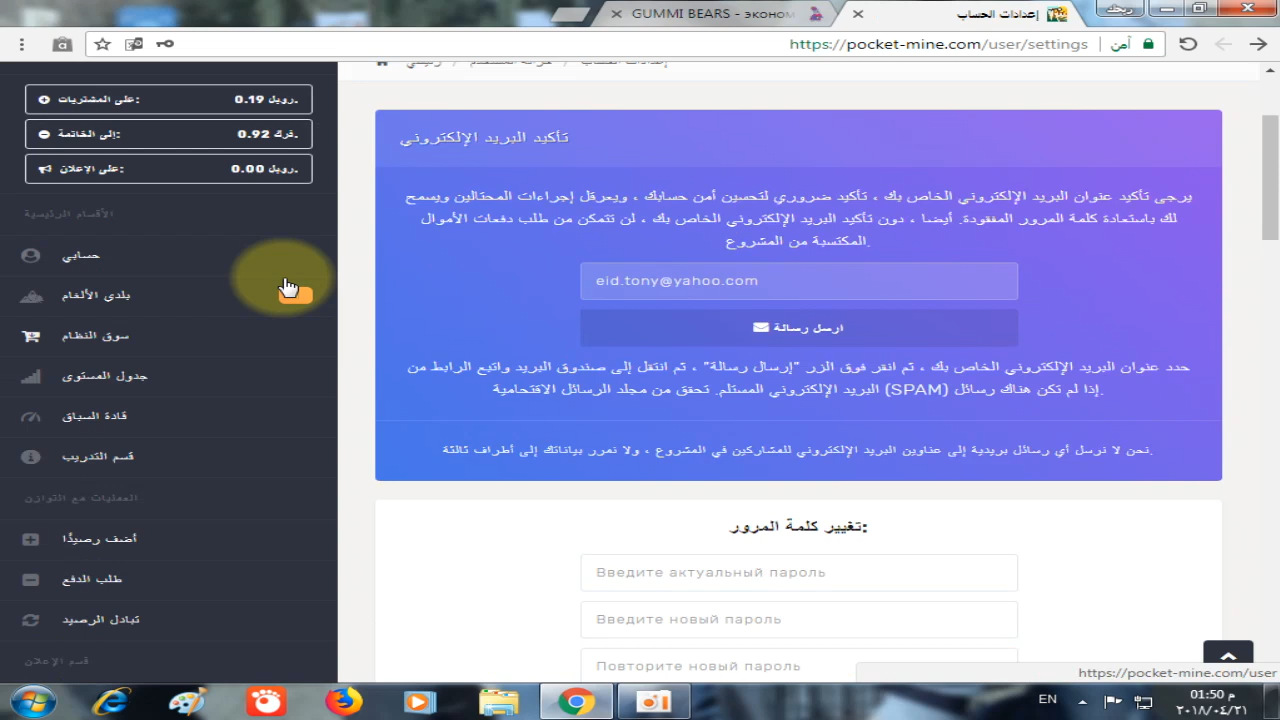 GUMMI BEARS - эконом
إعدادات الحساب
ربحك
https://pocket-mine.com/user/settings
آمن
رئيسي / خزانة المستخدم / إعدادات الحساب
على المشتريات: 0.19 روبل.
إلى الخاتمة: 0.92 فرك.
على الإعلان: 0.00 روبل.
الأقسام الرئيسية
حسابي
بلدي الألغام
سوق النظام
جدول المستوى
قادة السباق
قسم التدريب
العمليات مع التوازن
أضف رصيدًا
طلب الدفع
تبادل الرصيد
قسم الإعلان
تأكيد البريد الإلكتروني
يرجى تأكيد عنوان البريد الإلكتروني الخاص بك ، تأكيد ضروري لتحسين أمن حسابك ، ويعرقل إجراءات المحتالين ويسمح
لك باستعادة كلمة المرور المفقودة. أيضا ، دون تأكيد البريد الإلكتروني الخاص بك ، لن تتمكن من طلب دفعات الأموال
المكتسبة من المشروع.
eid.tony@yahoo.com
ارسل رسالة
حدد عنوان البريد الإلكتروني الخاص بك ، ثم انقر فوق الزر "إرسال رسالة" ، ثم انتقل إلى صندوق البريد واتبع الرابط من
البريد الإلكتروني المستلم. تحقق من مجلد الرسائل الاقتحامية (SPAM) إذا لم تكن هناك رسائل.
نحن لا نرسل أي رسائل بريدية إلى عناوين البريد الإلكتروني للمشاركين في المشروع ، ولا نمرر بياناتك إلى أطراف ثالثة.
تغيير كلمة المرور:
Введите актуальный пароль
Введите новый пароль
Повторите новый пароль
https://pocket-mine.com/user
EN
01:50 م
٢٠١٨/٠٤/٢١